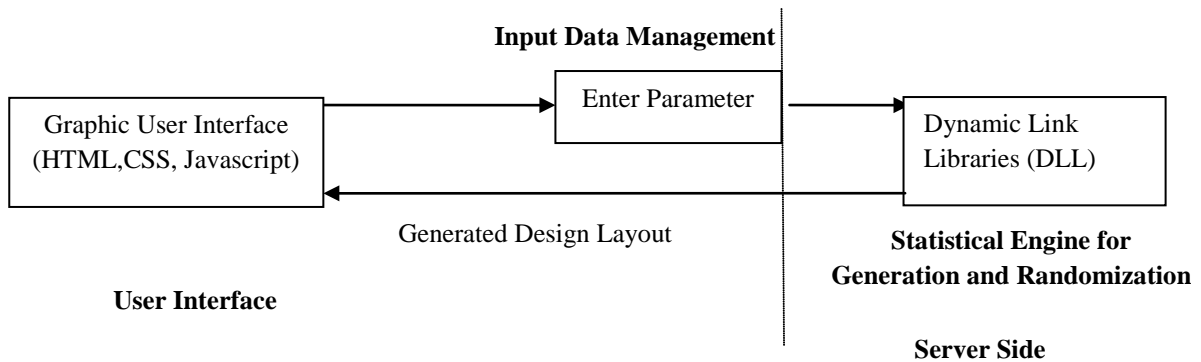 Input Data Management
Enter Parameter
Graphic User Interface
(HTML,CSS, Javascript)
Dynamic Link
Libraries (DLL)
Generated Design Layout
Statistical Engine for
Generation and Randomization
User Interface
Server Side